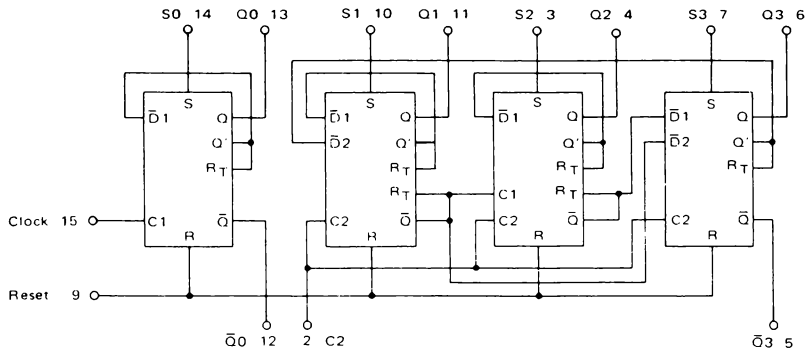 S0 14 Q0 13 S1 10 Q1 11 S2 3 Q2 4 S3 7 Q3 6
S S S S
D̅1 Q D̅1 Q D̅1 Q D̅1 Q
Q' D̅2 Q' Q' D̅2 Q'
RT RT RT RT
RT C1 RT
Clock 15 C1 Q̅ C2 Q̅ C2 Q̅ C2 Q̅
R R R R
Reset 9
Q̅0 12 2 C2 Q̅3 5